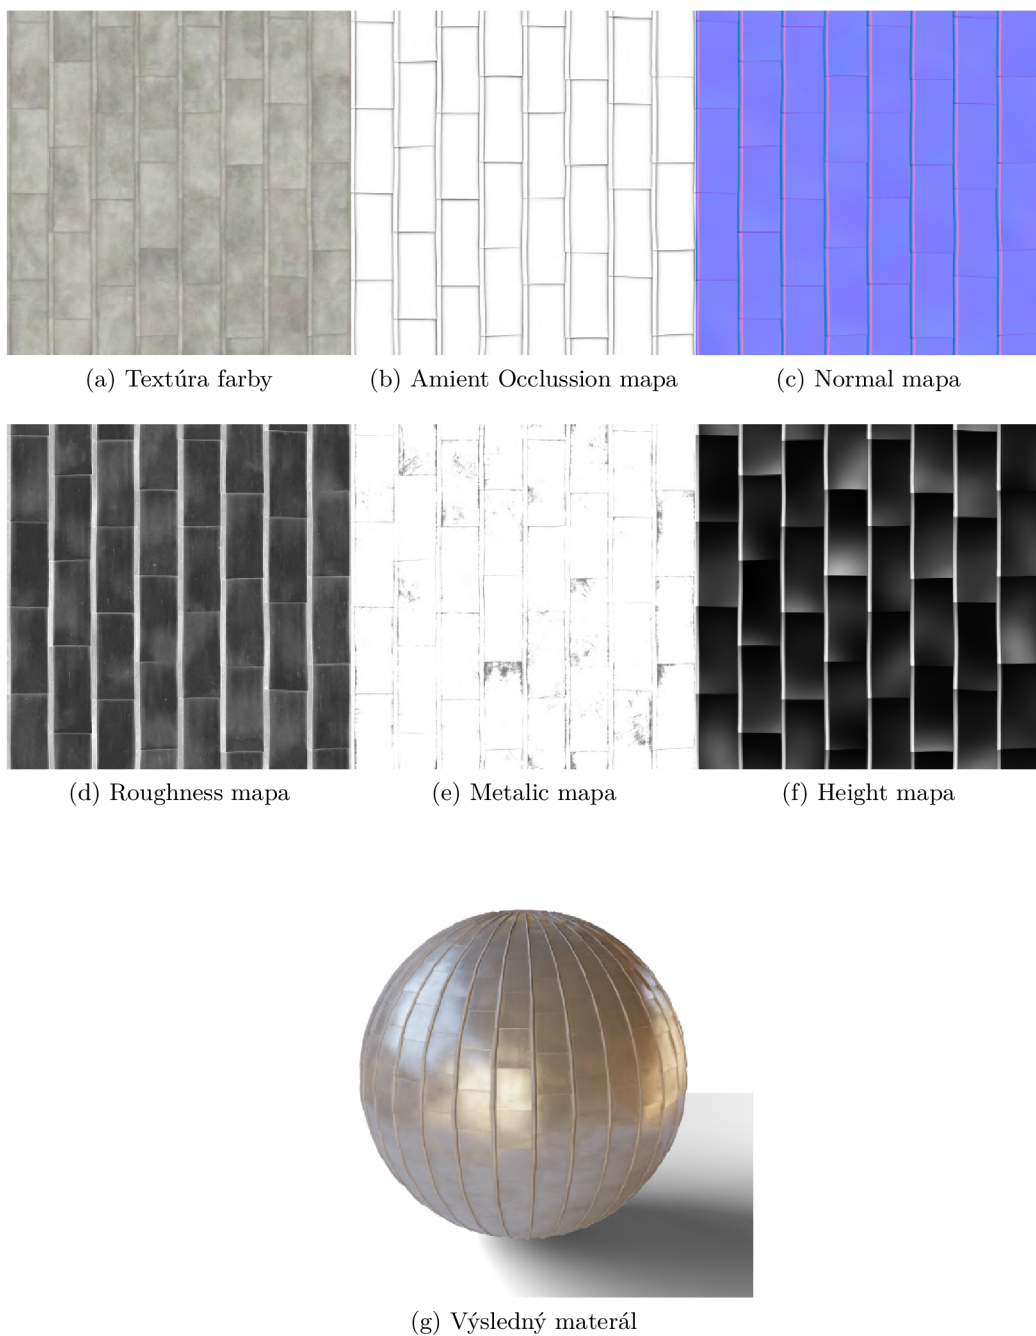 (a) Textúra farby
(b) Amient Occlussion mapa
(c) Normal mapa
(d) Roughness mapa
(e) Metalic mapa
(f) Height mapa
(g) Výsledný materál